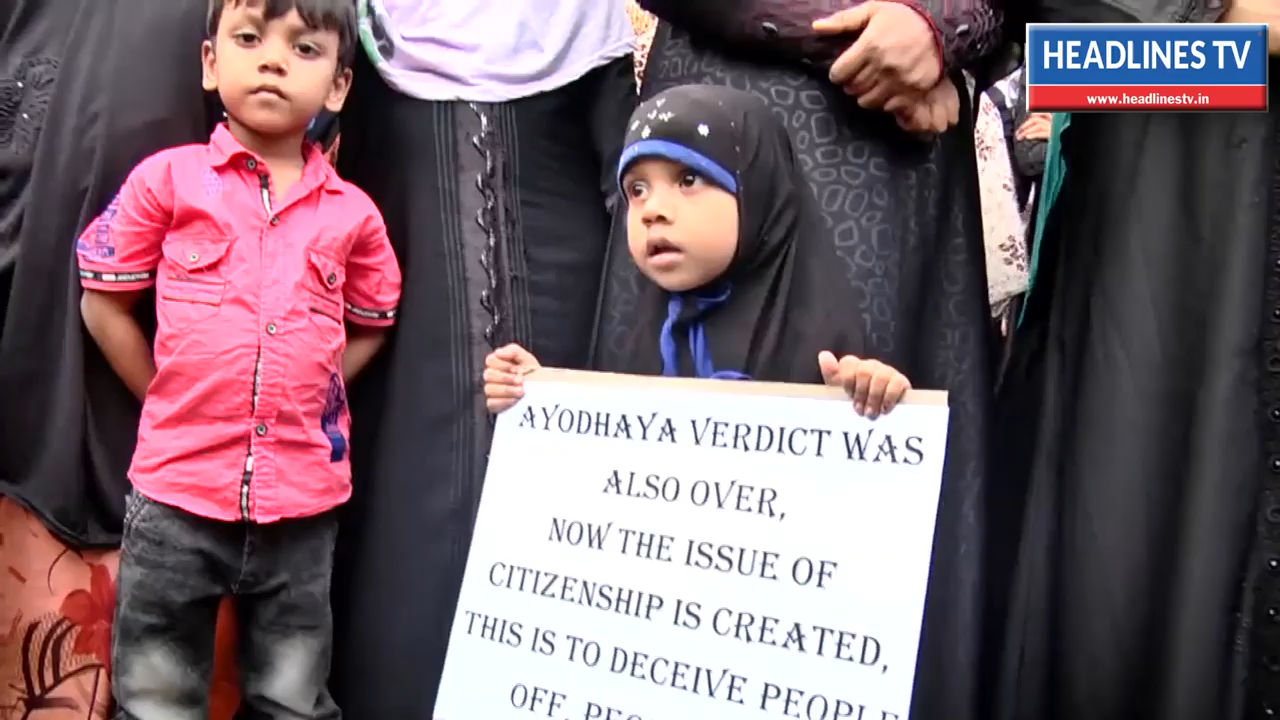 HEADLINES TV
www.headlinestv.in
AYODHAYA VERDICT WAS
ALSO OVER,
NOW THE ISSUE OF
CITIZENSHIP IS CREATED,
THIS IS TO DECEIVE PEOPLE
OFF,